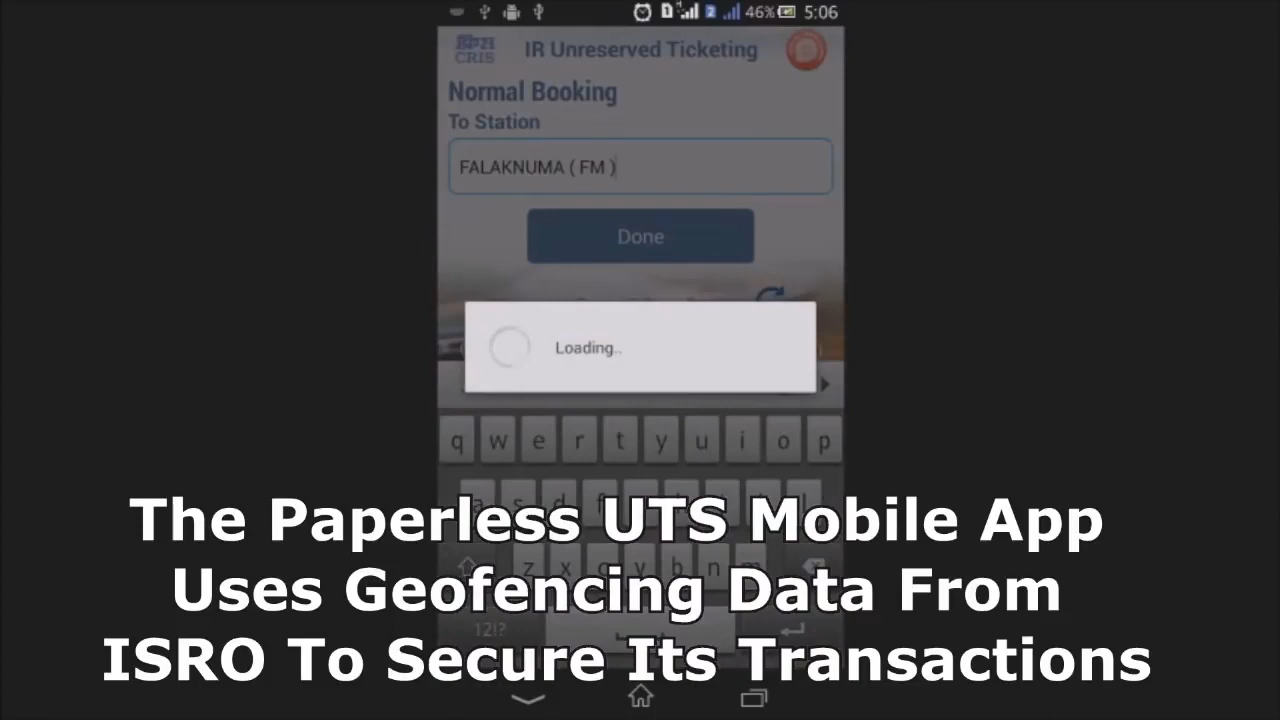 46% 5:06
CRIS
IR Unreserved Ticketing
Normal Booking
To Station
FALAKNUMA ( FM )
Done
Loading..
q w e r t y u i o p
z x c v b n m
12!?
The Paperless UTS Mobile App
Uses Geofencing Data From
ISRO To Secure Its Transactions